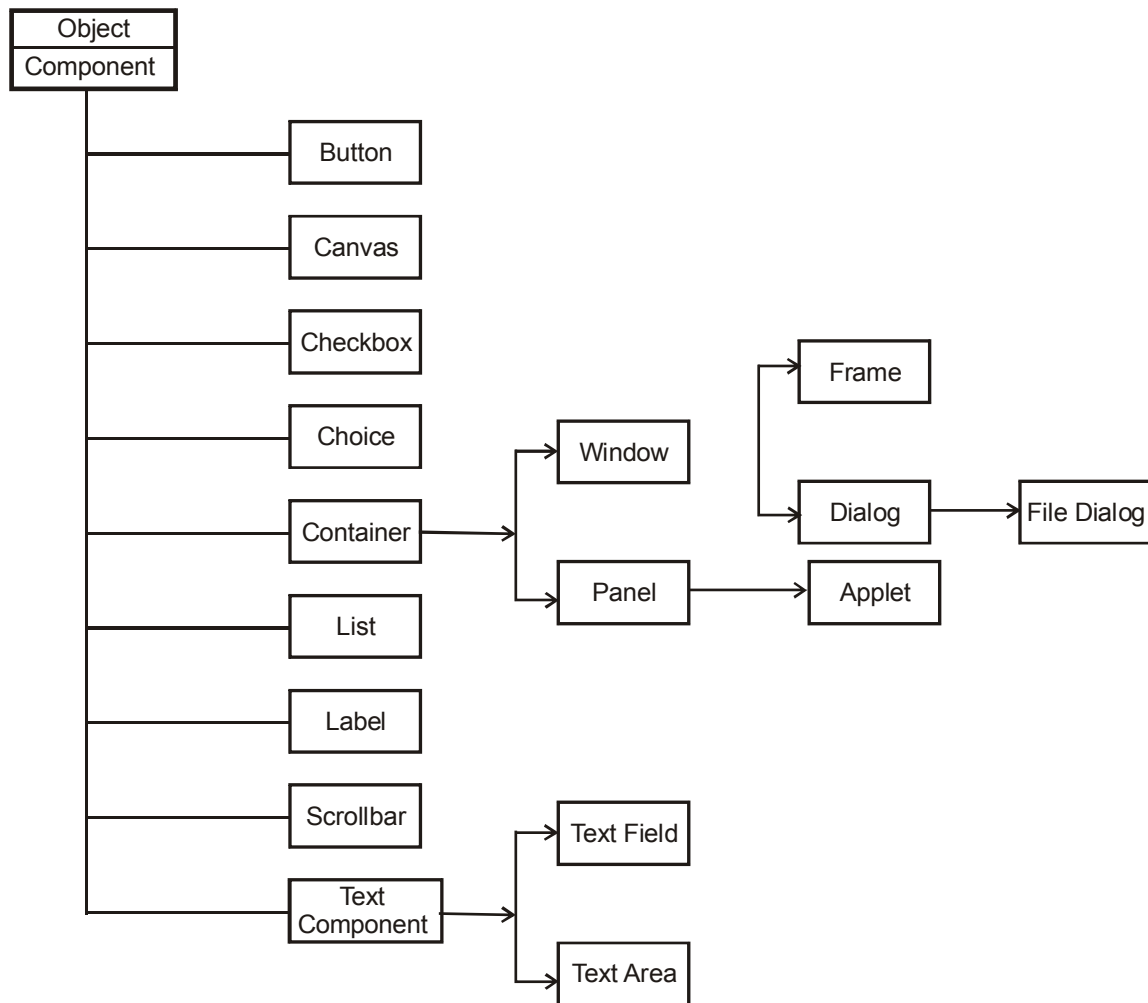 Object
Component
Button
Canvas
Checkbox
Frame
Choice
Window
Container
Dialog
File Dialog
Panel
Applet
List
Label
Scrollbar
Text Field
Text
Component
Text Area